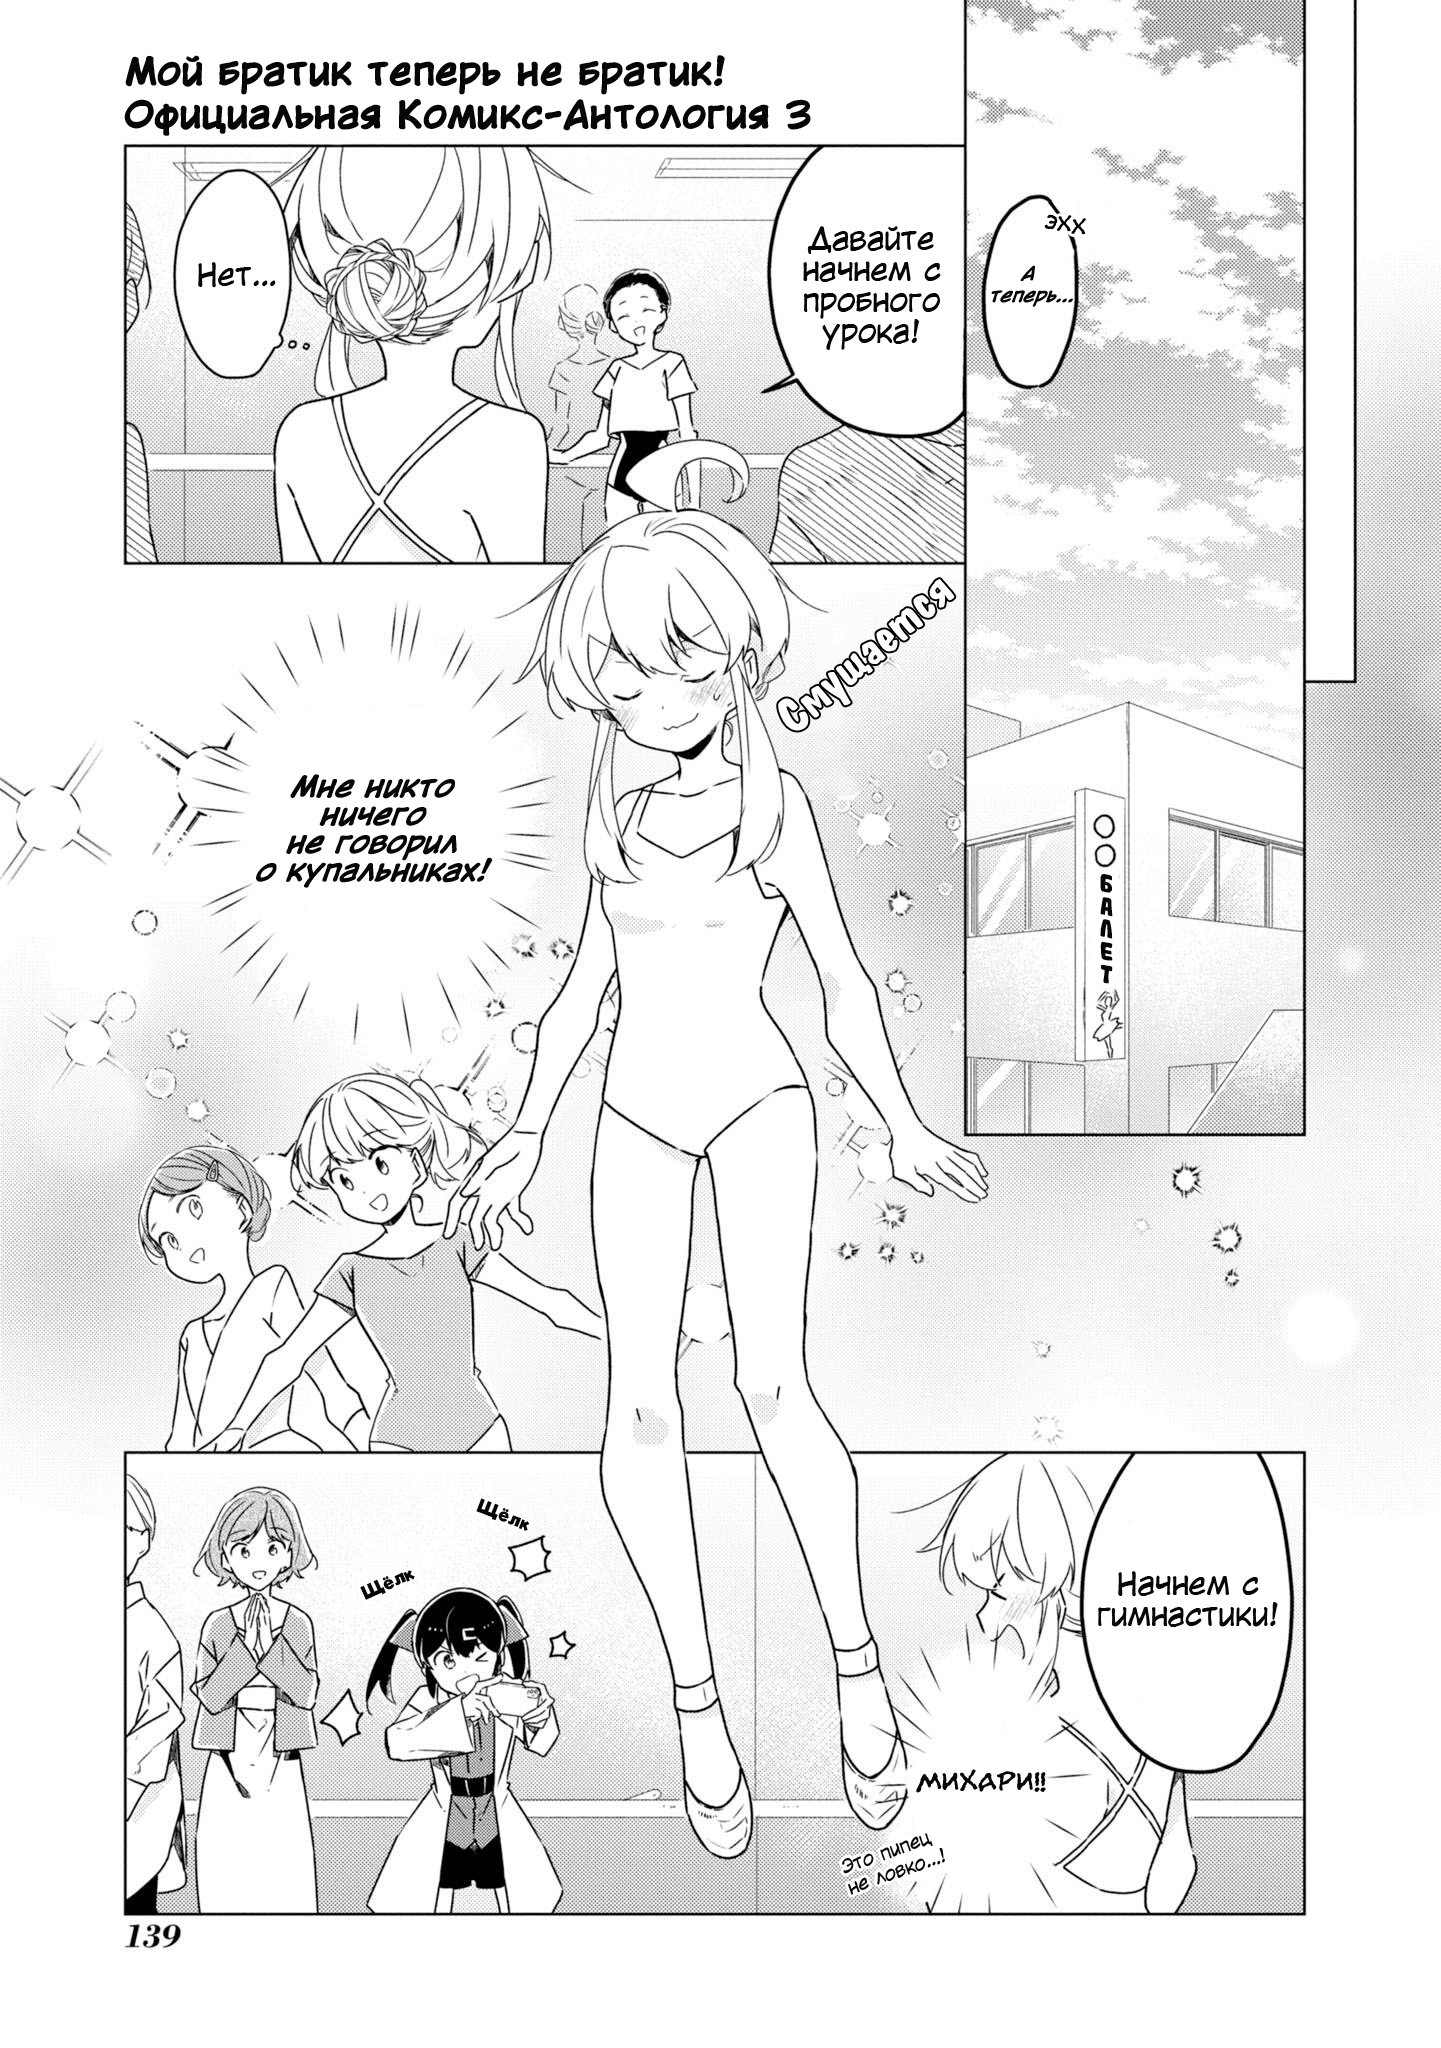 Мой братик теперь не братик!
Официальная Комикс-Антология 3
эхх
А
теперь...
БАЛЕТ
Давайте
начнем с
пробного
урока!
Нет...
Смущается
Мне никто
ничего
не говорил
о купальниках!
Начнем с
гимнастики!
МИХАРИ!!
Это пипец
не ловко...!
Щёлк
Щёлк
139